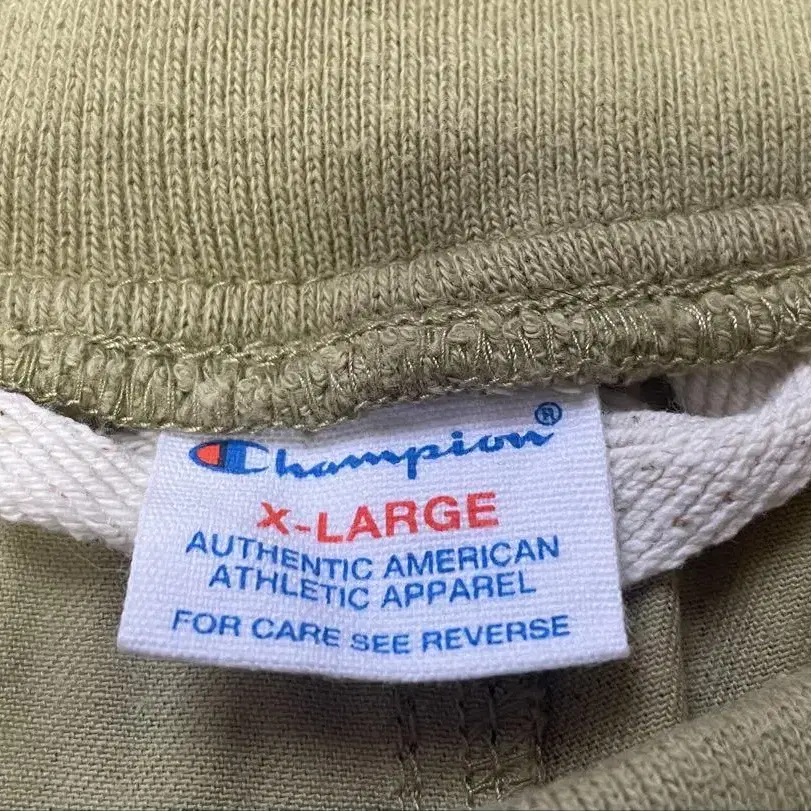 Champion®
X-LARGE
AUTHENTIC AMERICAN
ATHLETIC APPAREL
FOR CARE SEE REVERSE